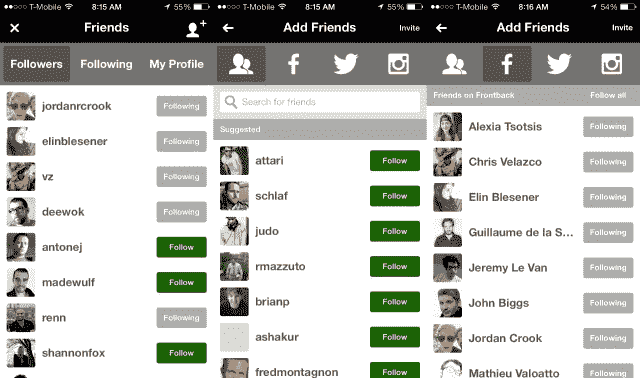 T-Mobile 8:15 AM 55%
Friends
Followers Following My Profile
jordanrcrook Following
elinblesener Following
vz Following
deewok Following
antonej Follow
madewulf Follow
renn Following
shannonfox Follow
T-Mobile 8:15 AM 55%
Add Friends Invite
Search for friends
Suggested
attari Follow
schlaf Follow
judo Follow
rmazzuto Follow
brianp Follow
ashakur Follow
fredmontagnon
T-Mobile 8:16 AM 54%
Add Friends Invite
Friends on Frontback Follow all
Alexia Tsotsis Following
Chris Velazco Following
Elin Blesener Following
Guillaume de la S... Following
Jeremy Le Van Following
John Biggs Following
Jordan Crook Following
Mathieu Valoatto Following